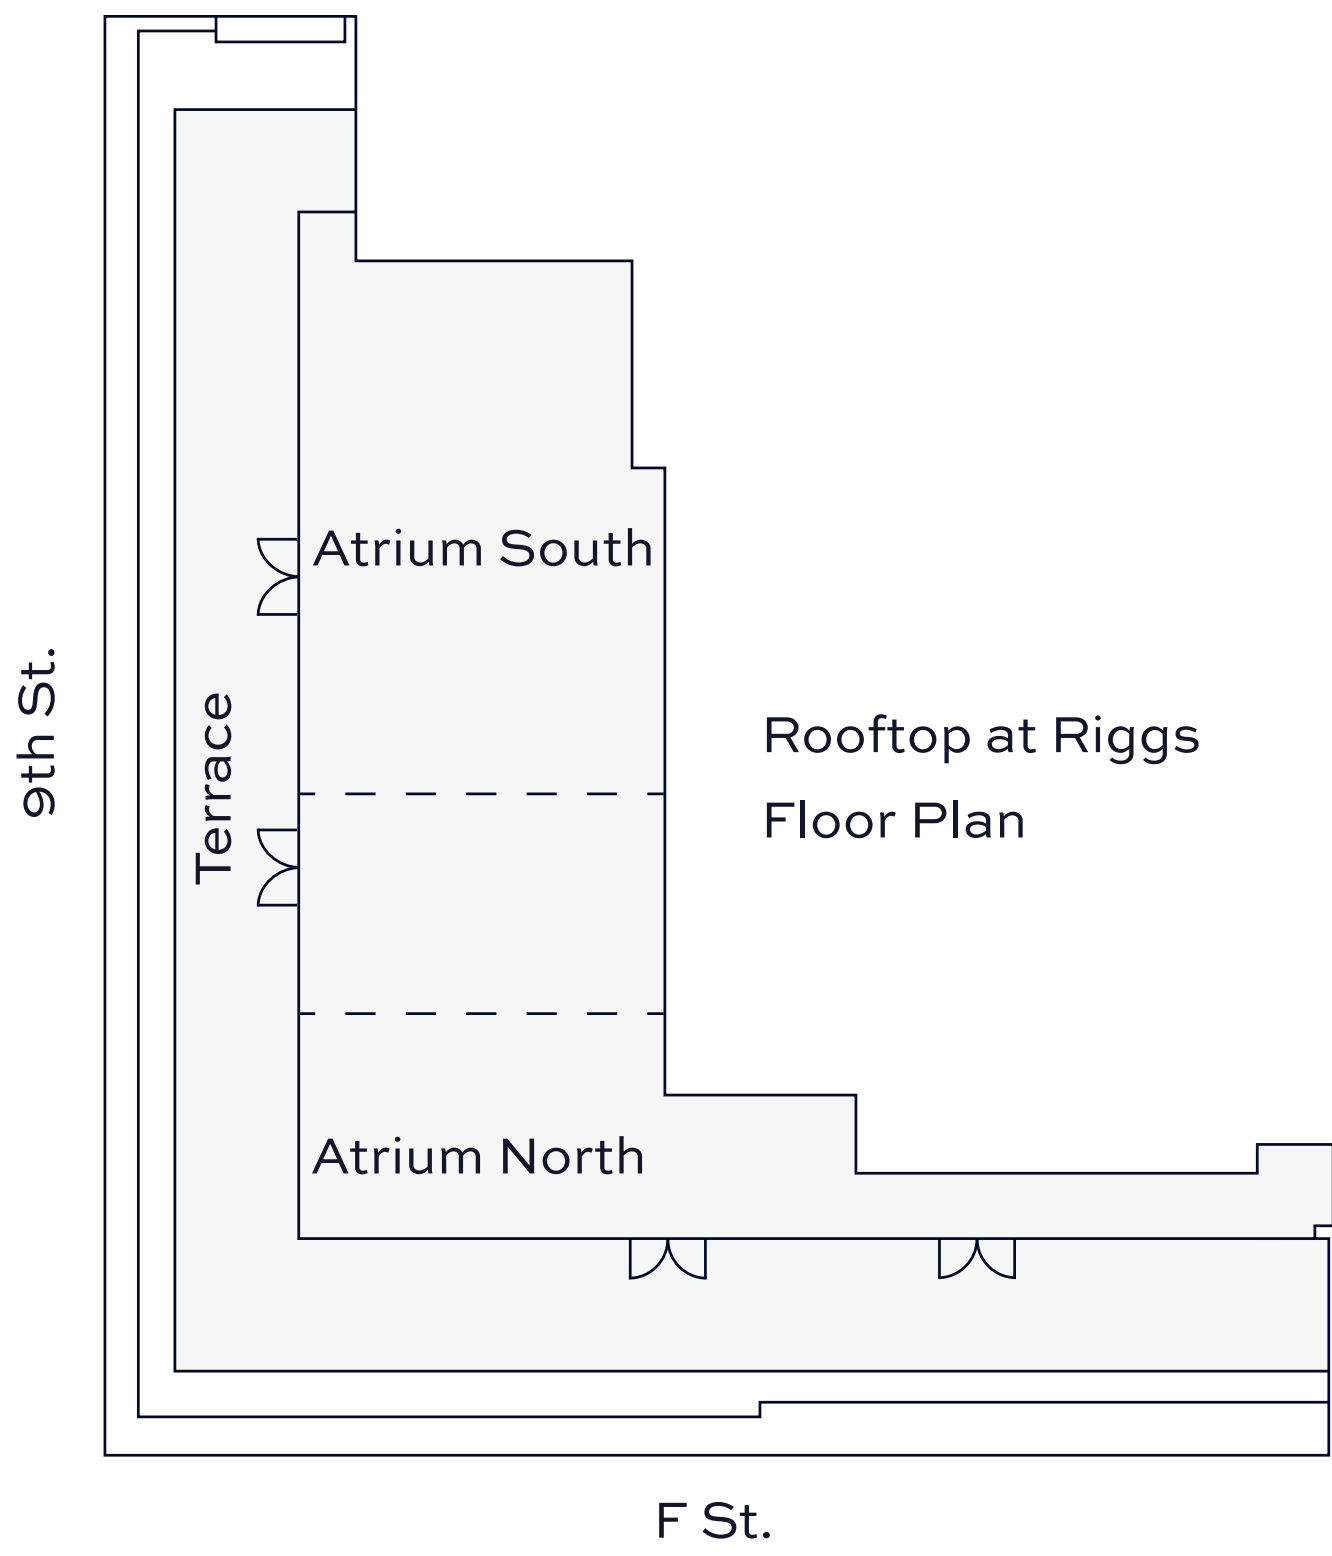 Atrium South
9th St.
Terrace
Rooftop at Riggs
Floor Plan
Atrium North
F St.